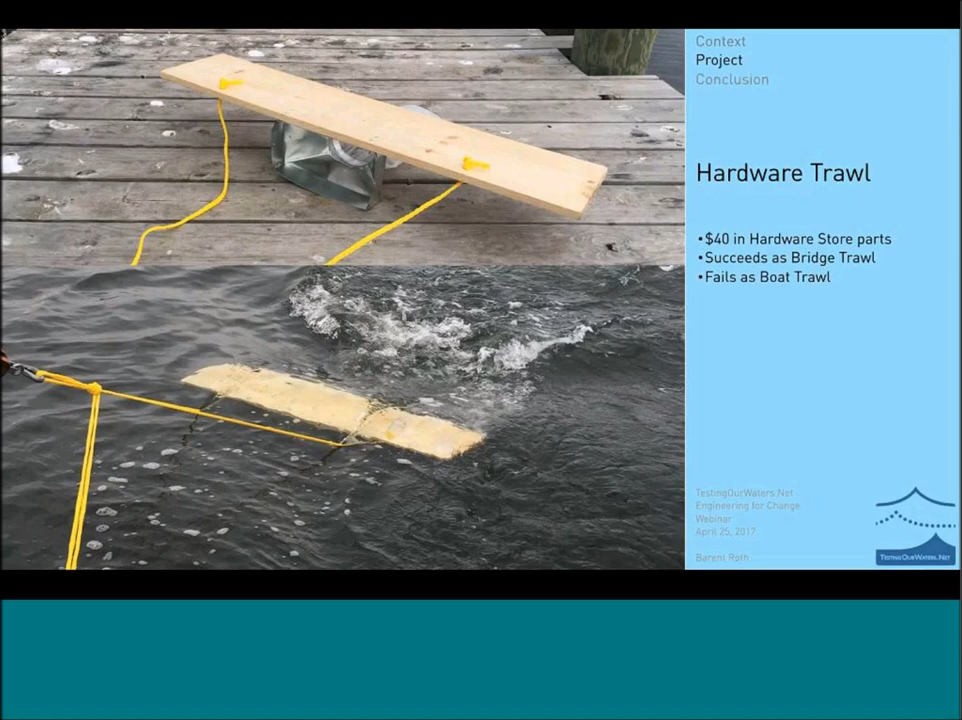 Context
Project
Conclusion
Hardware Trawl
•$40 in Hardware Store parts
•Succeeds as Bridge Trawl
•Fails as Boat Trawl
TestingOurWaters.Net
Engineering for Change
Webinar
April 25, 2017
Barent Roth
TestingOurWaters.Net